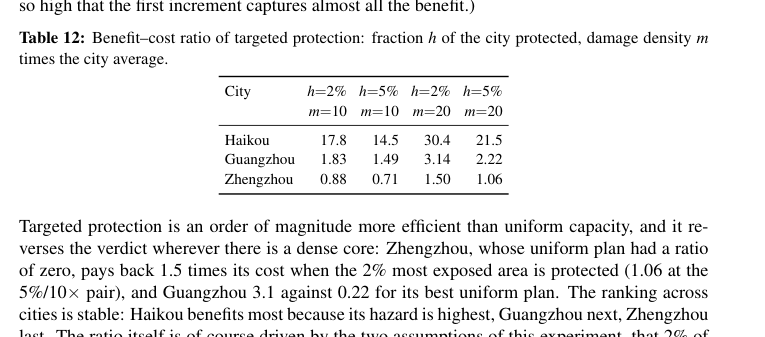 so high that the first increment captures almost all the benefit.)
Table 12: Benefit–cost ratio of targeted protection: fraction h of the city protected, damage density m
times the city average.
City h=2% h=5% h=2% h=5%
m=10 m=10 m=20 m=20
Haikou 17.8 14.5 30.4 21.5
Guangzhou 1.83 1.49 3.14 2.22
Zhengzhou 0.88 0.71 1.50 1.06
Targeted protection is an order of magnitude more efficient than uniform capacity, and it re-
verses the verdict wherever there is a dense core: Zhengzhou, whose uniform plan had a ratio
of zero, pays back 1.5 times its cost when the 2% most exposed area is protected (1.06 at the
5%/10× pair), and Guangzhou 3.1 against 0.22 for its best uniform plan. The ranking across
cities is stable: Haikou benefits most because its hazard is highest, Guangzhou next, Zhengzhou
last. The ratio itself is of course driven by the two assumptions of this experiment, that 2% of